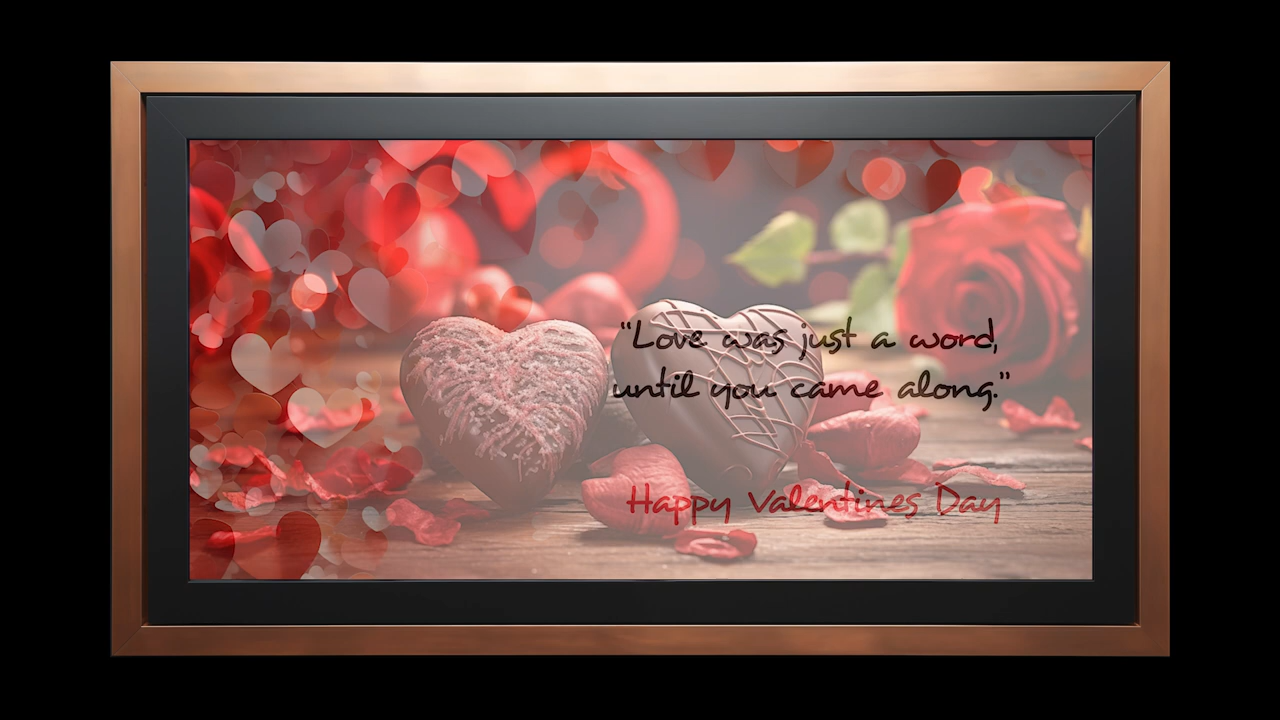 “Love was just a word,
until you came along.”
Happy Valentines Day